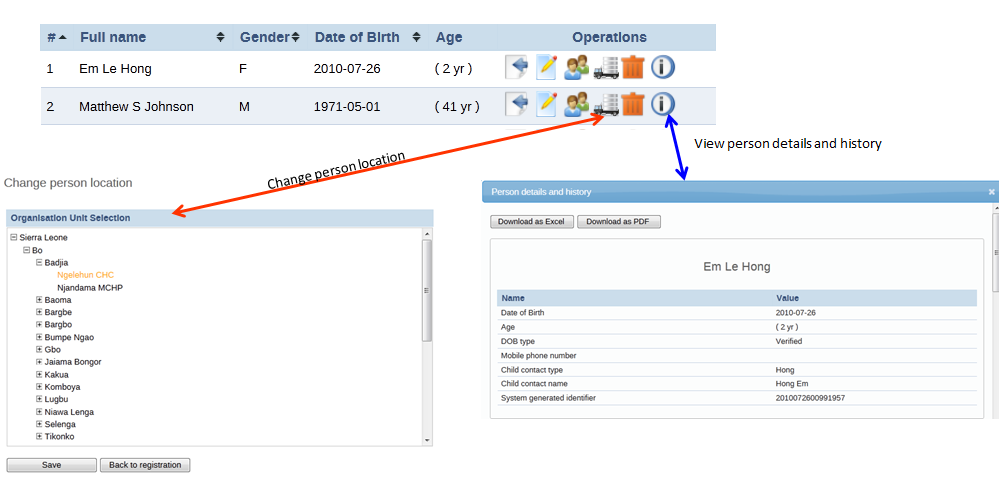 # Full name Gender Date of Birth Age Operations
1 Em Le Hong F 2010-07-26 ( 2 yr )
2 Matthew S Johnson M 1971-05-01 ( 41 yr )
Change person location
View person details and history
Change person location
Organisation Unit Selection
Sierra Leone
Bo
Badjia
Ngelehun CHC
Njandama MCHP
Baoma
Bargbe
Bargbo
Bumpe Ngao
Gbo
Jaiama Bongor
Kakua
Komboya
Lugbu
Niawa Lenga
Selenga
Tikonko
Save Back to registration
Person details and history
Download as Excel Download as PDF
Em Le Hong
Name Value
Date of Birth 2010-07-26
Age ( 2 yr )
DOB type Verified
Mobile phone number
Child contact type Hong
Child contact name Hong Em
System generated identifier 2010072600991957